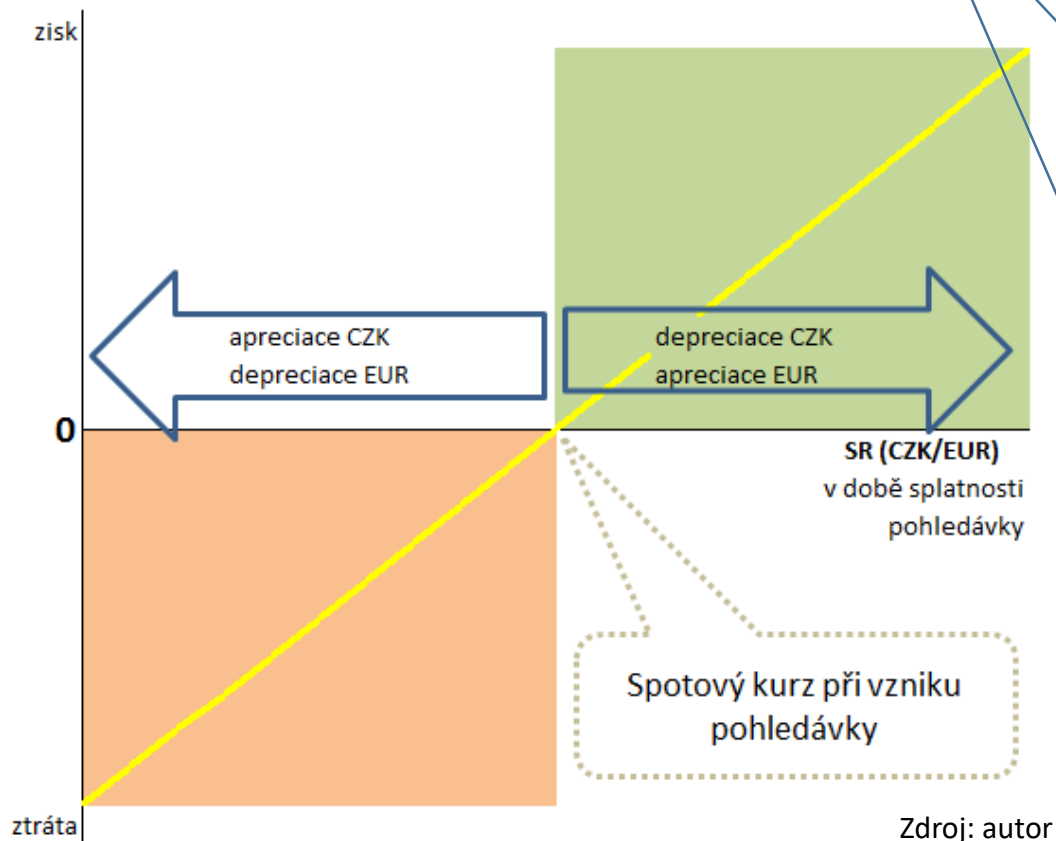 zisk
apreciace CZK
depreciace EUR
depreciace CZK
apreciace EUR
0
SR (CZK/EUR)
v době splatnosti
pohledávky
Spotový kurz při vzniku
pohledávky
ztráta
Zdroj: autor